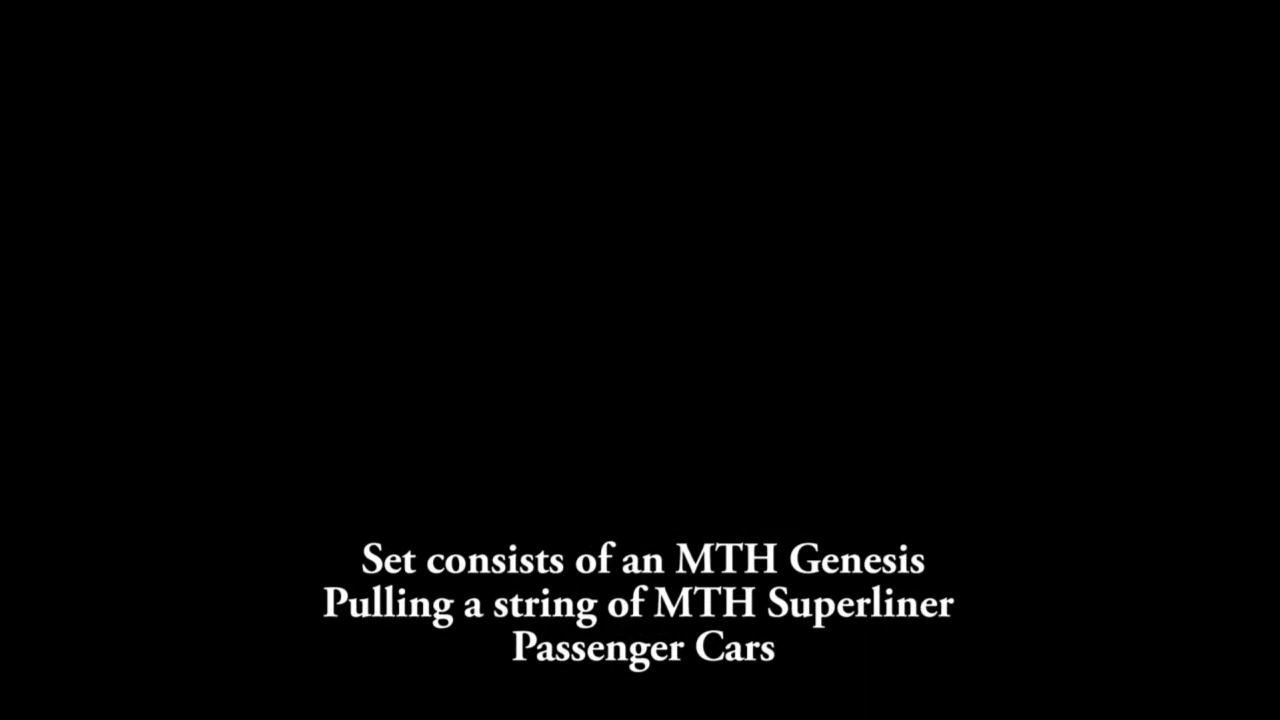 Set consists of an MTH Genesis
Pulling a string of MTH Superliner
Passenger Cars